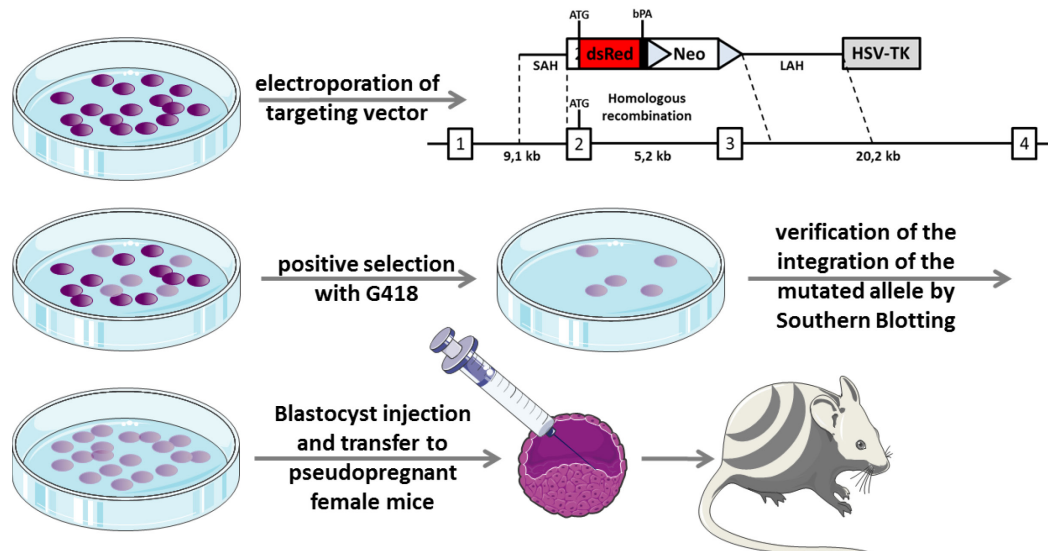 ATG
bPA
2
dsRed
Neo
HSV-TK
SAH
LAH
electroporation of
targeting vector
ATG
Homologous
recombination
1
2
3
4
9,1 kb
5,2 kb
20,2 kb
positive selection
with G418
verification of the
integration of the
mutated allele by
Southern Blotting
Blastocyst injection
and transfer to
pseudopregnant
female mice